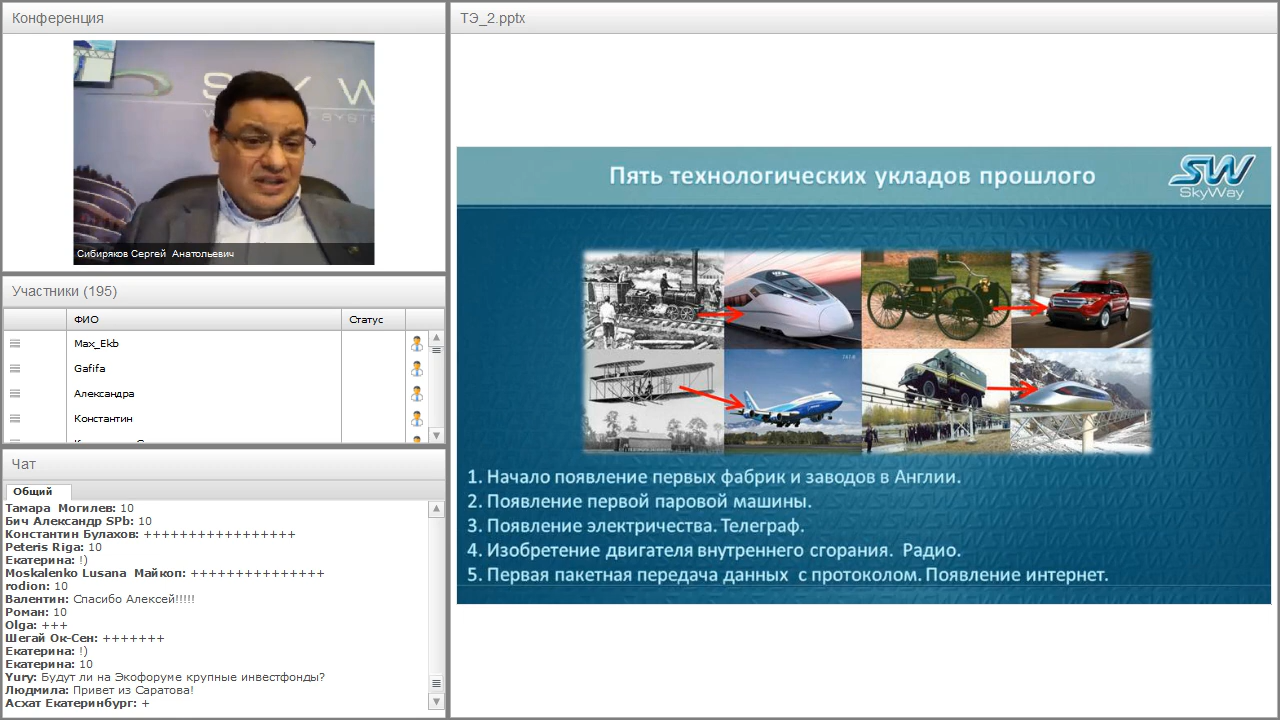 Конференция
SKY W
Сибиряков Сергей Анатольевич
Участники (195)
ФИО
Статус
Max_Ekb
Gafifa
Александра
Константин
Чат
Общий
Тамара Могилев: 10
Бич Александр SPb: 10
Константин Булахов: +++++++++++++++++
Peteris Riga: 10
Екатерина: !)
Moskalenko Lusana Майкоп: +++++++++++++++
rodion: 10
Валентин: Спасибо Алексей!!!!!
Роман: 10
Olga: +++
Шегай Ок-Сен: +++++++
Екатерина: !)
Екатерина: 10
Yury: Будут ли на Экофоруме крупные инвестфонды?
Людмила: Привет из Саратова!
Асхат Екатеринбург: +
ТЭ_2.pptx
Пять технологических укладов прошлого
SW
SkyWay
1. Начало появление первых фабрик и заводов в Англии.
2. Появление первой паровой машины.
3. Появление электричества. Телеграф.
4. Изобретение двигателя внутреннего сгорания. Радио.
5. Первая пакетная передача данных с протоколом. Появление интернет.